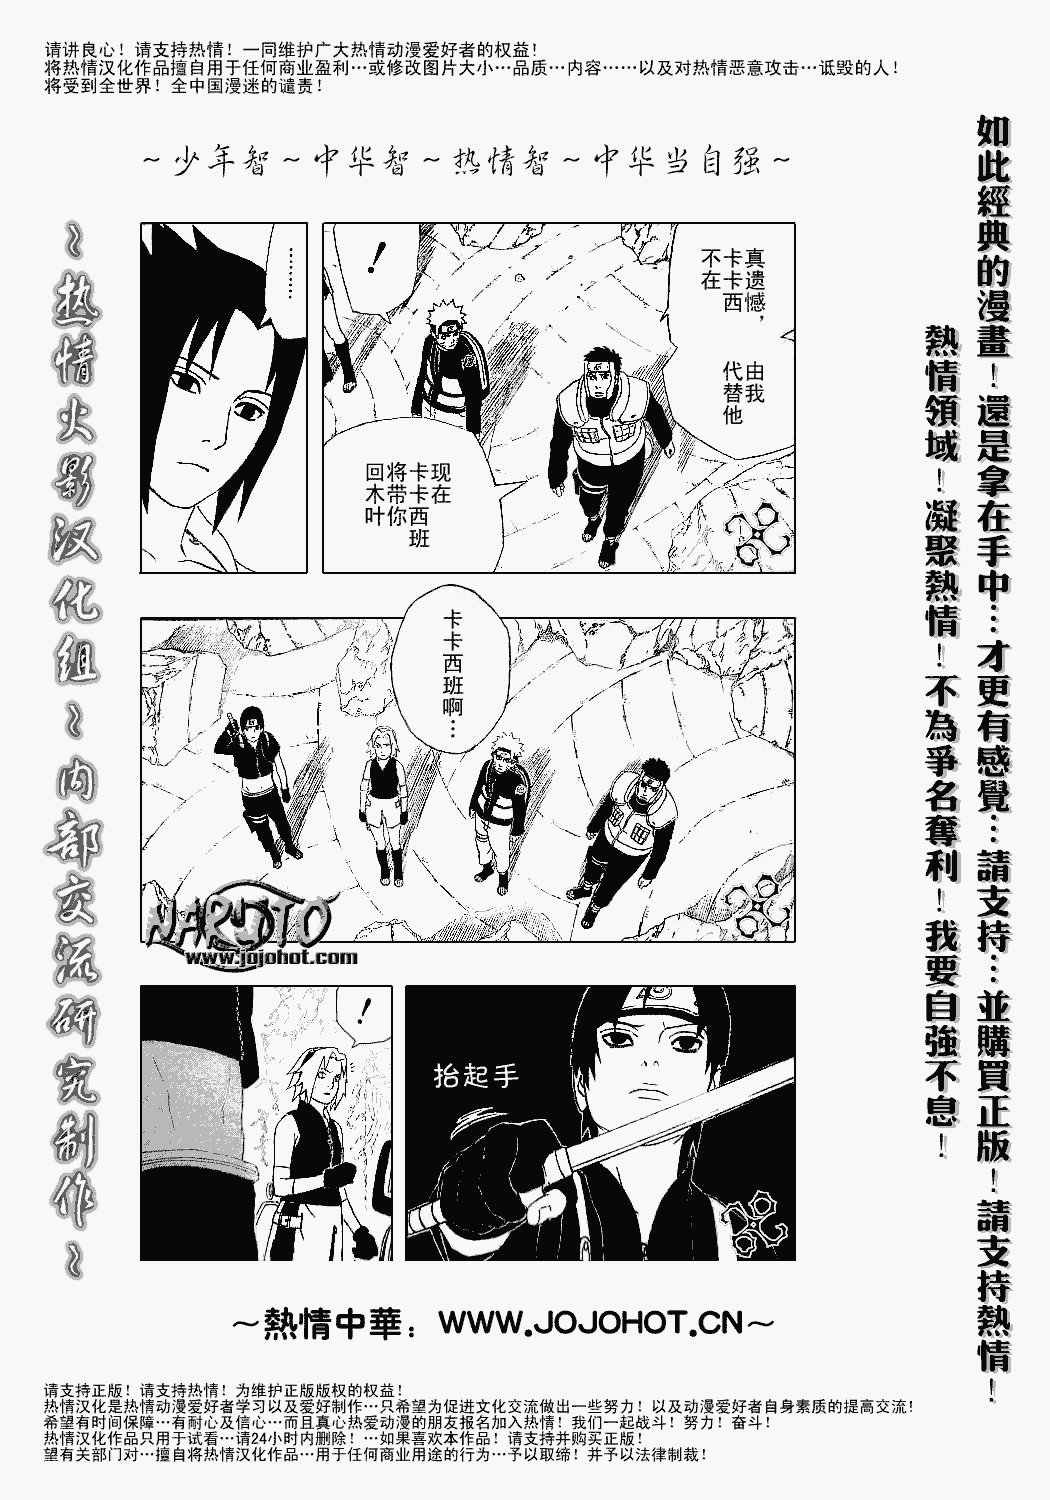 请讲良心！请支持热情！一同维护广大热情动漫爱好者的权益！
将热情汉化作品擅自用于任何商业盈利…或修改图片大小…品质…内容……以及对热情恶意攻击…诋毁的人！
将受到全世界！全中国漫迷的谴责！
～少年智～中华智～热情智～中华当自强～
如此經典的漫畫！還是拿在手中…才更有感覺…請支持…並購買正版！請支持熱情！
熱情領域！凝聚熱情！不為爭名奪利！我要自強不息！
～热情火影汉化组～内部交流研究制作～
真遗憾，
卡卡西
不在
由我
代替他
！
………
现在
卡卡西班
将带你
回木叶
卡卡西班啊…
NARUTO
www.jojohot.com
抬起手
！
～熱情中華：WWW.JOJOHOT.CN～
请支持正版！请支持热情！为维护正版版权的权益！
热情汉化是热情动漫爱好者学习以及爱好制作…只希望为促进文化交流做出一些努力！以及动漫爱好者自身素质的提高交流！
希望有时间保障…有耐心及信心…而且真心热爱动漫的朋友报名加入热情！我们一起战斗！努力！奋斗！
热情汉化作品只用于试看…请24小时内删除！…如果喜欢本作品！请支持并购买正版！
望有关部门对…擅自将热情汉化作品…用于任何商业用途的行为…予以取缔！并予以法律制裁！